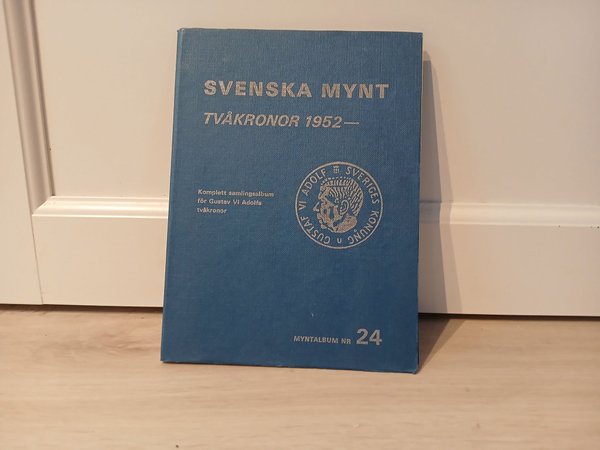 SVENSKA MYNT
TVÅKRONOR 1952—
Komplett samlingsalbum
för Gustav VI Adolfs
tvåkronor
GUSTAF VI ADOLF SVERIGES KONUNG
MYNTALBUM NR 24